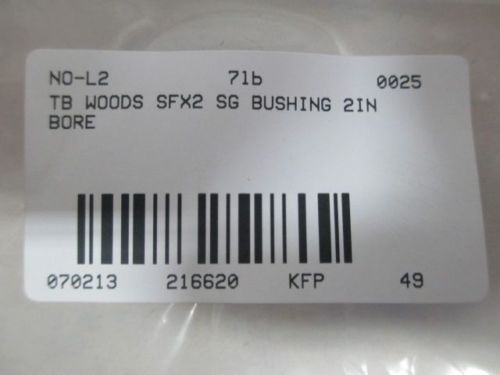 NO-L2 71b 0025
TB WOODS SFX2 SG BUSHING 2IN
BORE
070213 216620 KFP 49